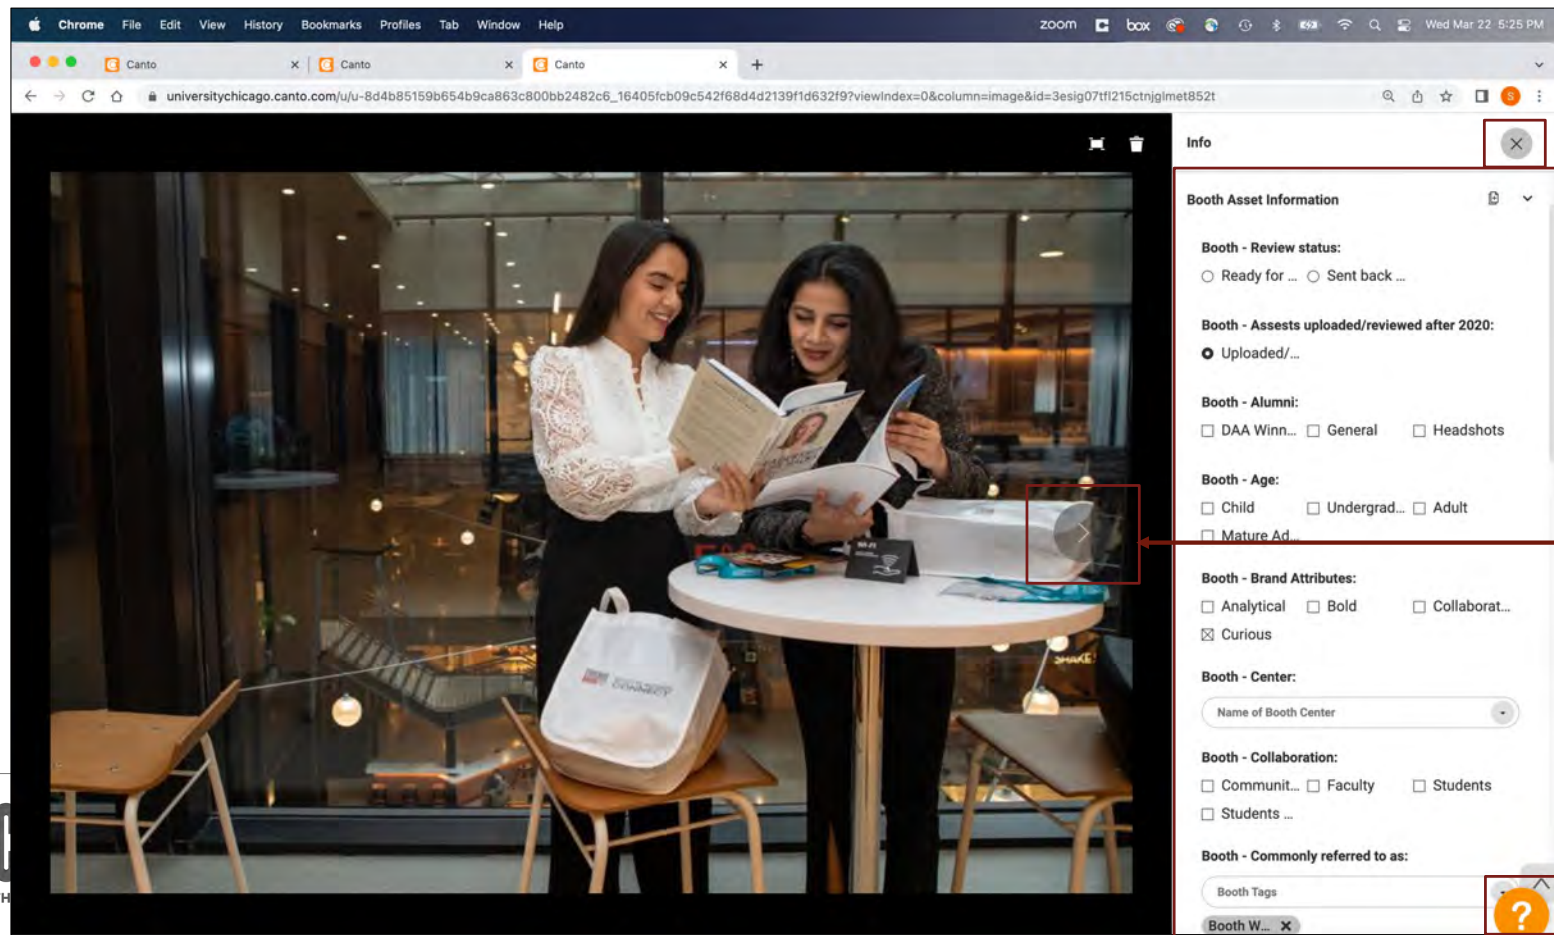 Chrome File Edit View History Bookmarks Profiles Tab Window Help zoom box Wed Mar 22 5:25 PM
Canto Canto Canto
universitychicago.canto.com/u/u-8d4b85159b654b9ca863c800bb2482c6_16405fcb09c542f68d4d2139f1d632f9?viewIndex=0&column=image&id=3esig07tfl215ctnjglmet852t S
Info
Booth Asset Information
Booth - Review status:
Ready for ... Sent back ...
Booth - Assests uploaded/reviewed after 2020:
Uploaded/...
Booth - Alumni:
DAA Winn... General Headshots
Booth - Age:
Child Undergrad... Adult
Mature Ad...
Booth - Brand Attributes:
Analytical Bold Collaborat...
Curious
Booth - Center:
Name of Booth Center
Booth - Collaboration:
Communit... Faculty Students
Students ...
Booth - Commonly referred to as:
Booth Tags
Booth W...
?
WI-FI
SHAKE
CONNECT